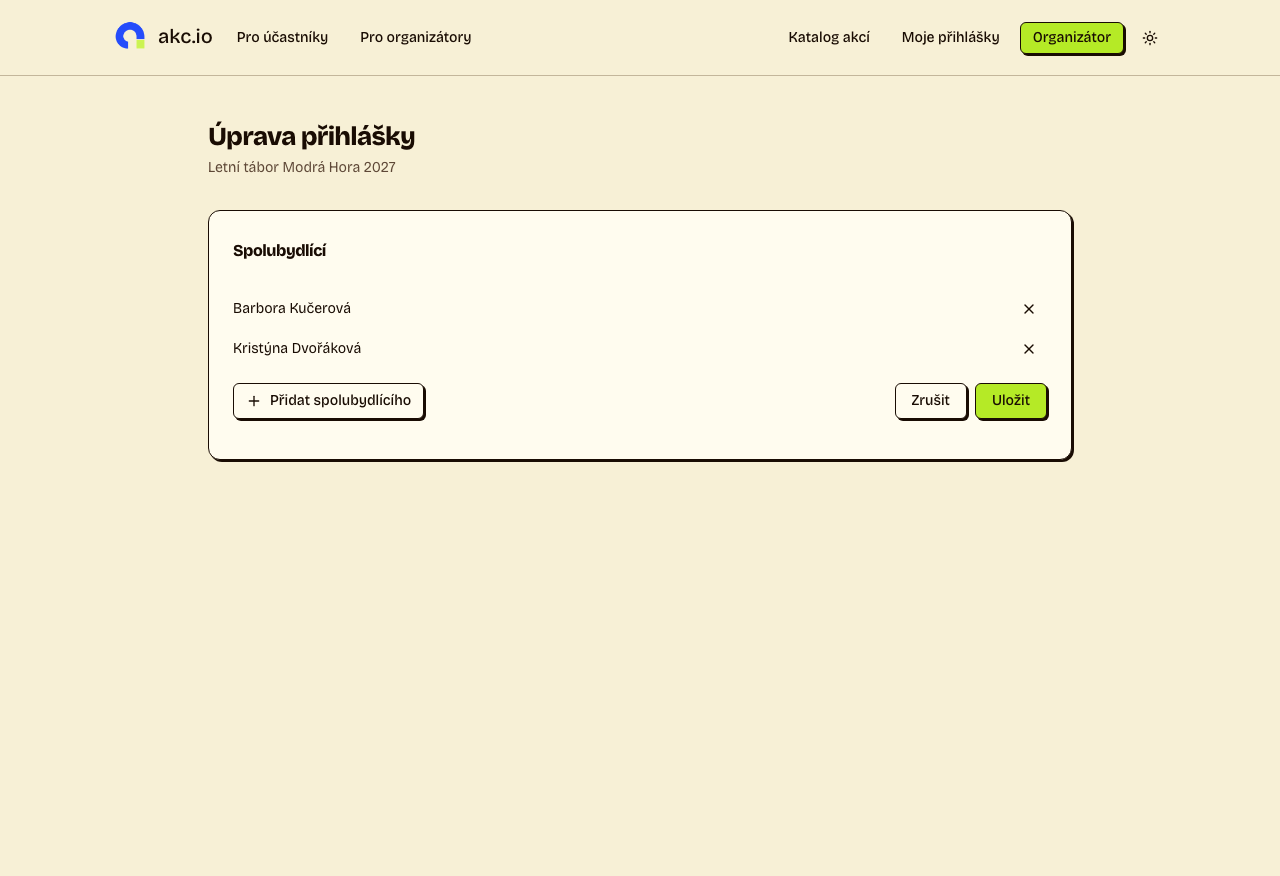 akc.io Pro účastníky Pro organizátory Katalog akcí Moje přihlášky Organizátor
Úprava přihlášky
Letní tábor Modrá Hora 2027
Spolubydlící
Barbora Kučerová
Kristýna Dvořáková
Přidat spolubydlícího Zrušit Uložit